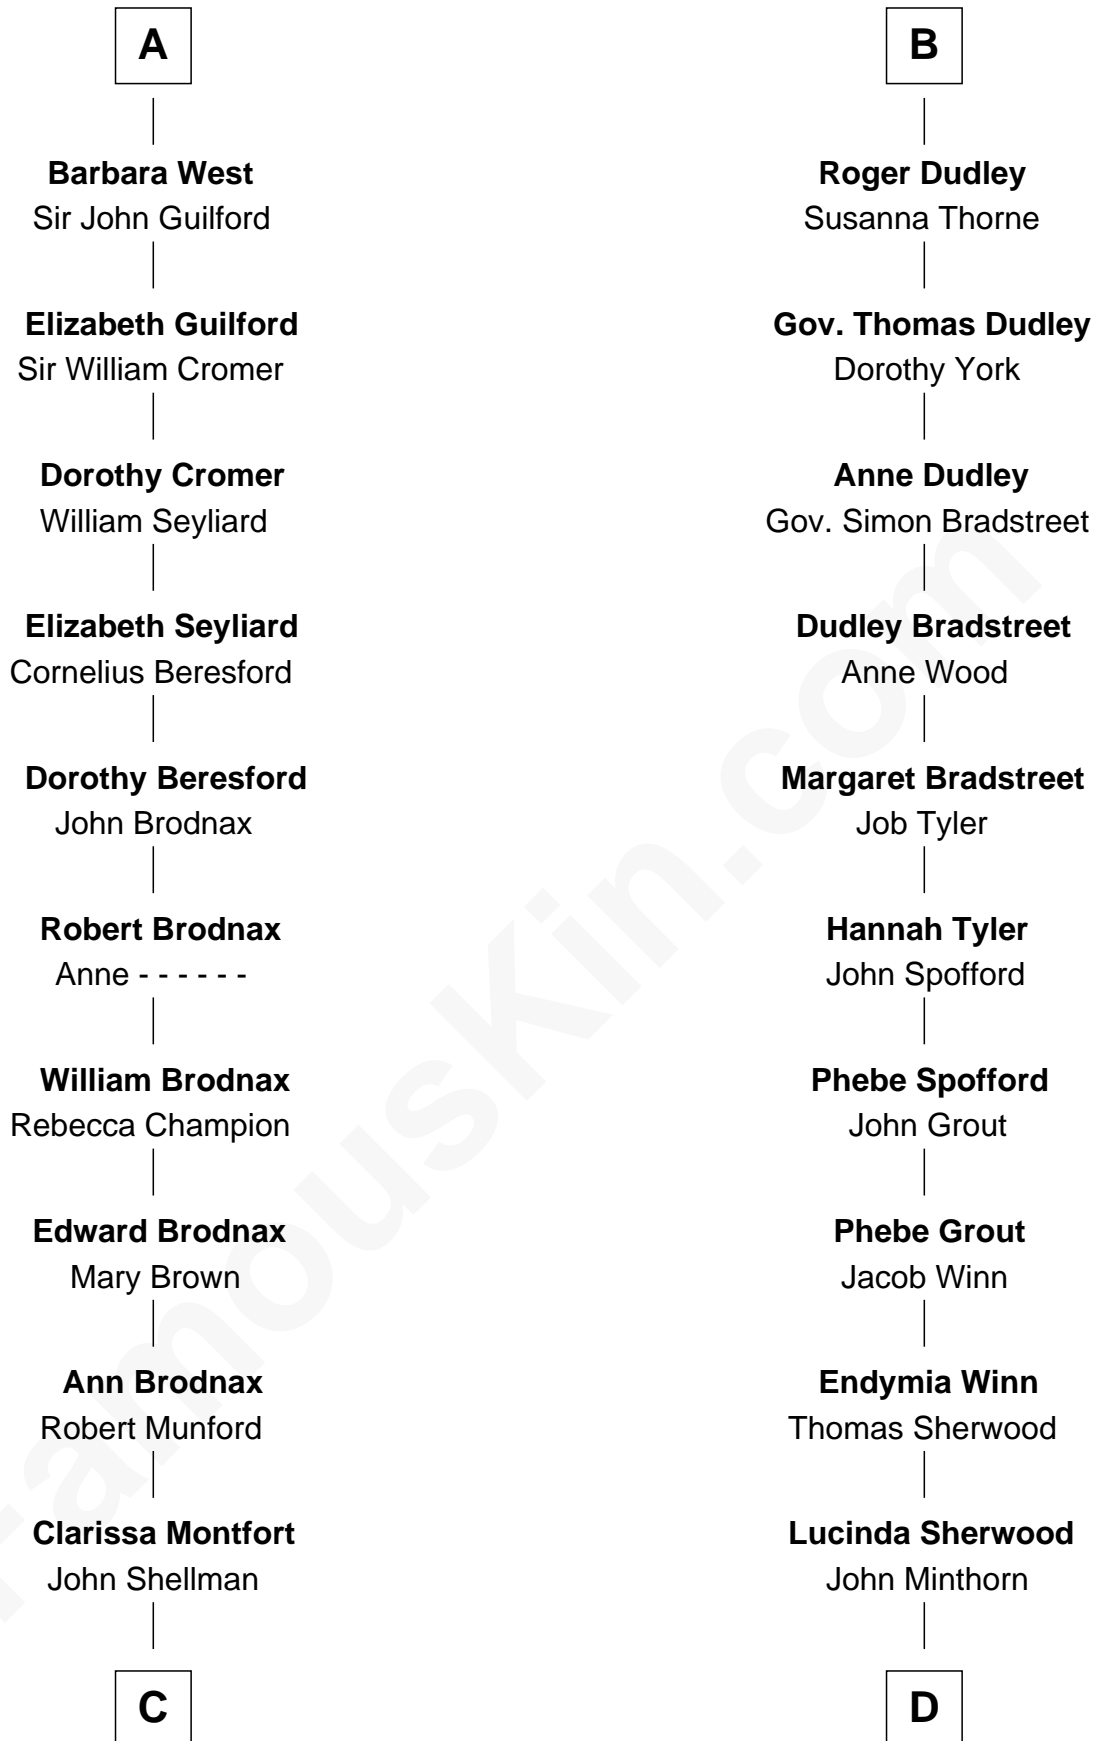 A
Barbara West
Sir John Guilford
Elizabeth Guilford
Sir William Cromer
Dorothy Cromer
William Seyliard
Elizabeth Seyliard
Cornelius Beresford
Dorothy Beresford
John Brodnax
Robert Brodnax
Anne - - - - - -
William Brodnax
Rebecca Champion
Edward Brodnax
Mary Brown
Ann Brodnax
Robert Munford
Clarissa Montfort
John Shellman
C
B
Roger Dudley
Susanna Thorne
Gov. Thomas Dudley
Dorothy York
Anne Dudley
Gov. Simon Bradstreet
Dudley Bradstreet
Anne Wood
Margaret Bradstreet
Job Tyler
Hannah Tyler
John Spofford
Phebe Spofford
John Grout
Phebe Grout
Jacob Winn
Endymia Winn
Thomas Sherwood
Lucinda Sherwood
John Minthorn
D
FamousKin.com